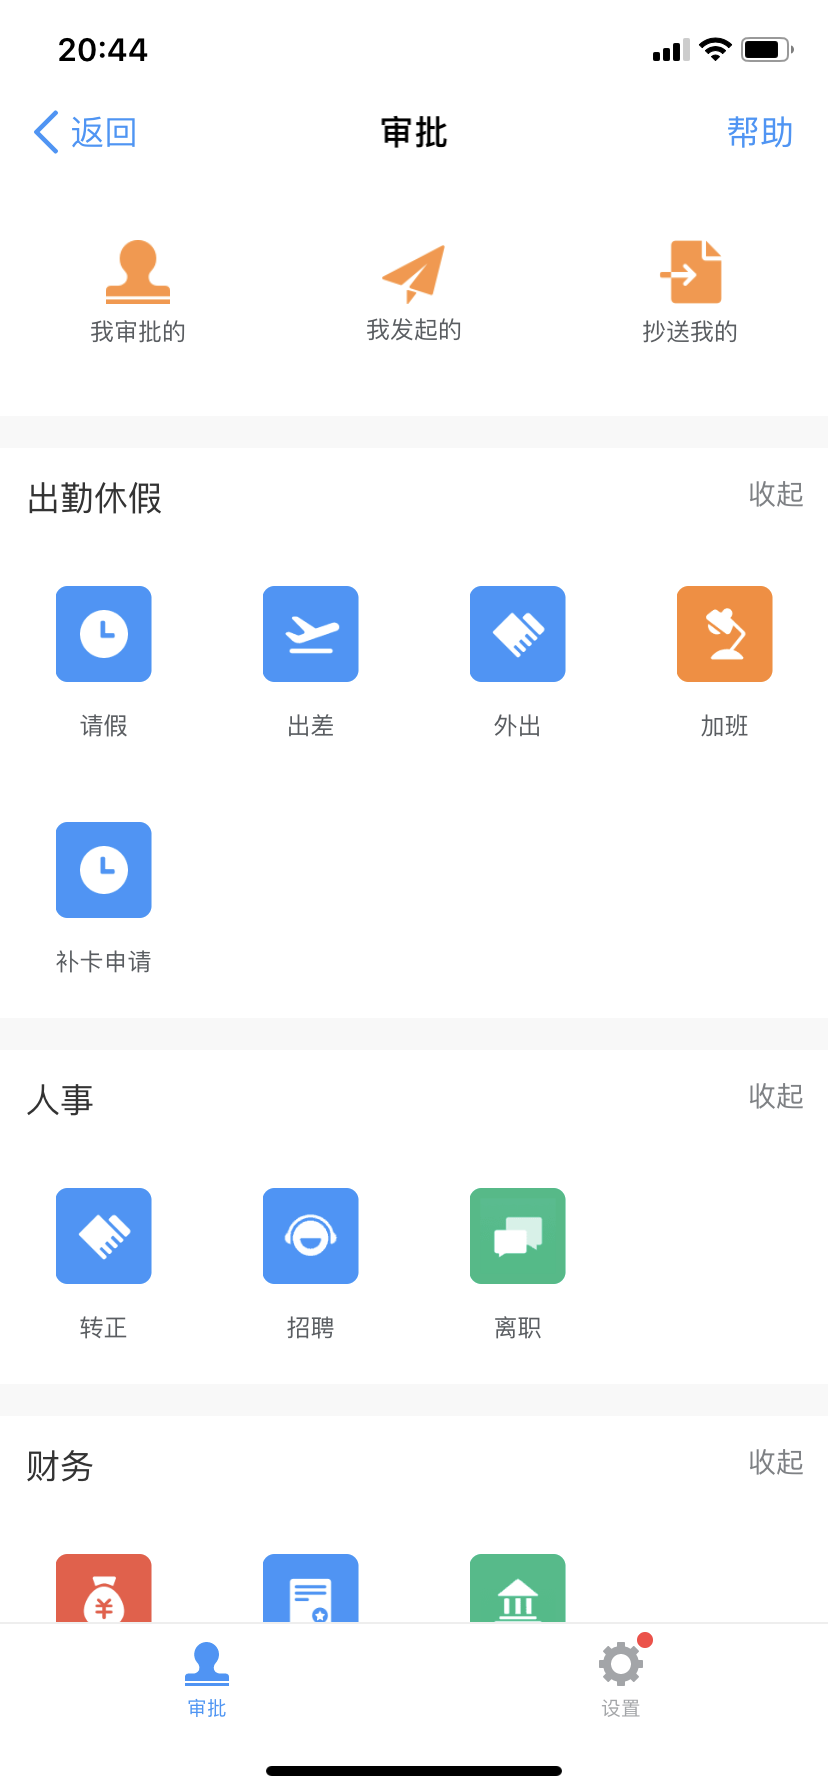 20:44
返回
审批
帮助
我审批的
我发起的
抄送我的
出勤休假
收起
请假
出差
外出
加班
补卡申请
人事
收起
转正
招聘
离职
财务
收起
¥
审批
设置